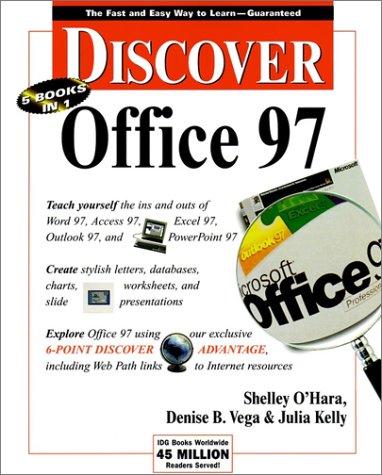 The Fast and Easy Way to Learn—Guaranteed
DISCOVER
5 BOOKS
IN 1
Office 97
Teach yourself the ins and outs of
Word 97, Access 97, Excel 97,
Outlook 97, and PowerPoint 97
Microsoft
EXCEL
Outlook 97
Microsoft
Office 97
Professional
Create stylish letters, databases,
charts, worksheets, and
slide presentations
Explore Office 97 using our exclusive
6-POINT DISCOVER ADVANTAGE,
including Web Path links to Internet resources
Shelley O'Hara,
Denise B. Vega & Julia Kelly
IDG Books Worldwide
45 MILLION
Readers Served!